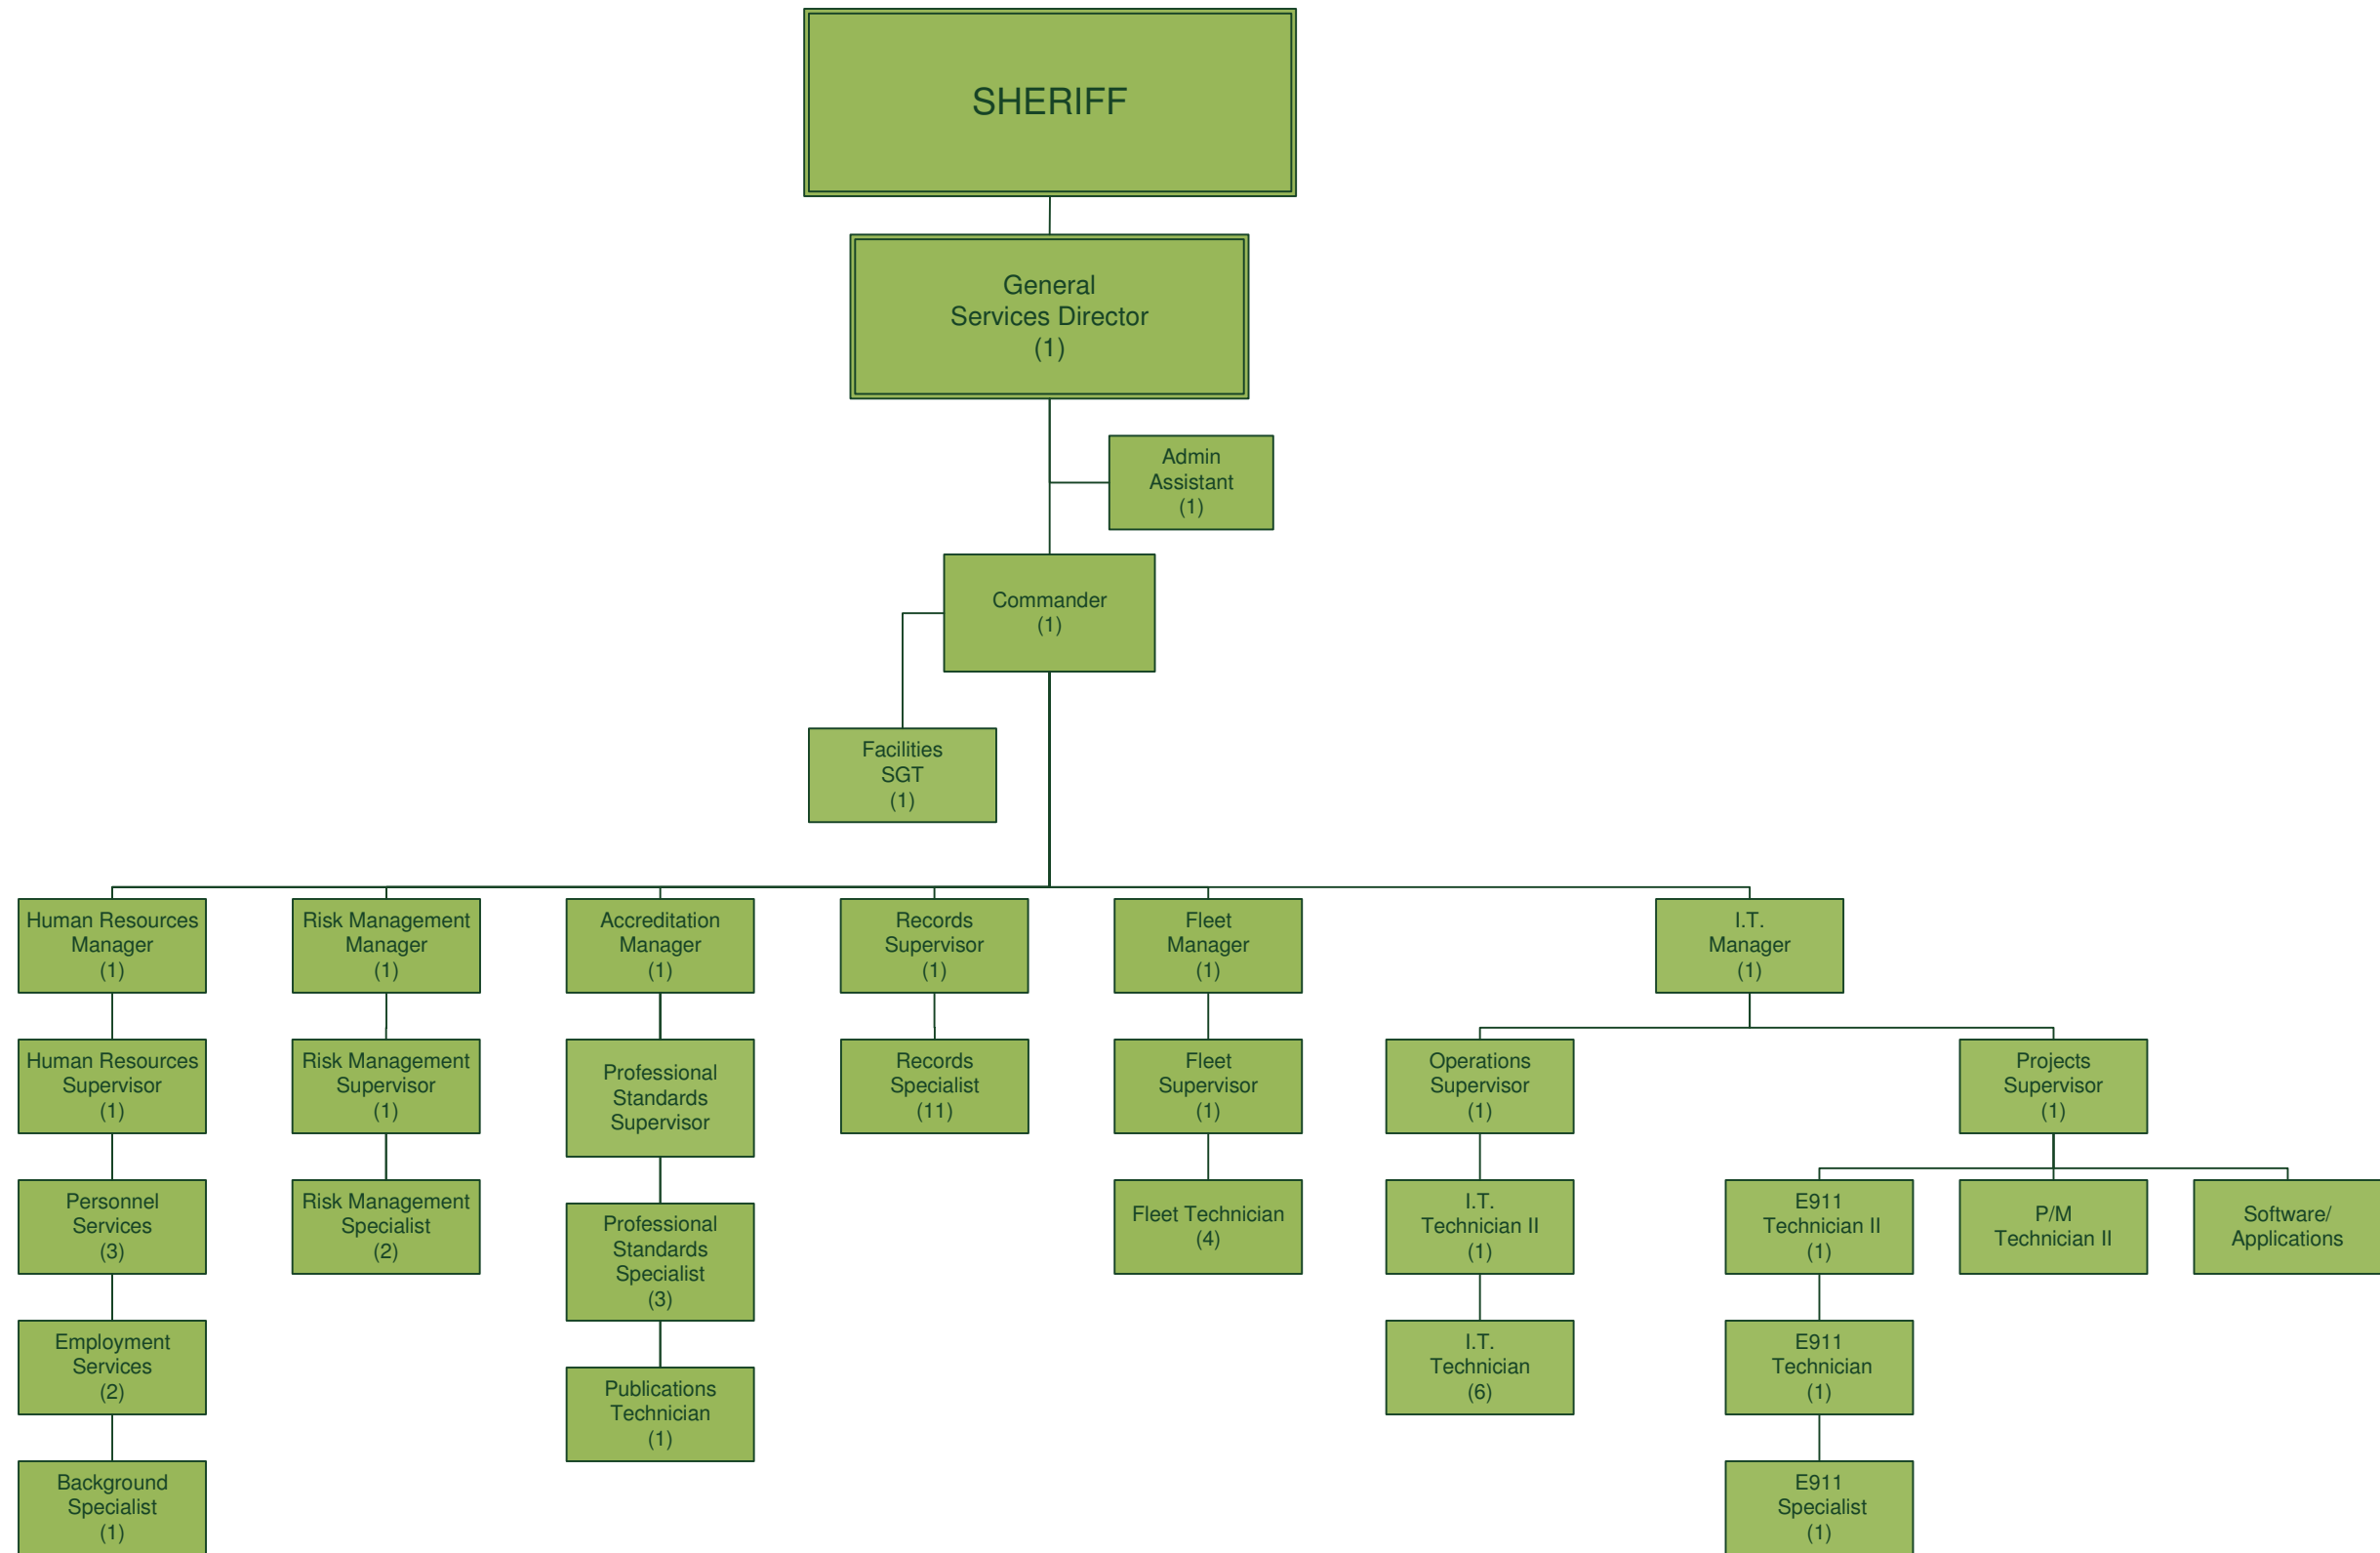 SHERIFF
General
Services Director
(1)
Admin
Assistant
(1)
Commander
(1)
Facilities
SGT
(1)
Human Resources
Manager
(1)
Risk Management
Manager
(1)
Accreditation
Manager
(1)
Records
Supervisor
(1)
Fleet
Manager
(1)
I.T.
Manager
(1)
Human Resources
Supervisor
(1)
Risk Management
Supervisor
(1)
Professional
Standards
Supervisor
Records
Specialist
(11)
Fleet
Supervisor
(1)
Operations
Supervisor
(1)
Projects
Supervisor
(1)
Personnel
Services
(3)
Risk Management
Specialist
(2)
Professional
Standards
Specialist
(3)
Fleet Technician
(4)
I.T.
Technician II
(1)
E911
Technician II
(1)
P/M
Technician II
Software/
Applications
Employment
Services
(2)
Publications
Technician
(1)
I.T.
Technician
(6)
E911
Technician
(1)
Background
Specialist
(1)
E911
Specialist
(1)